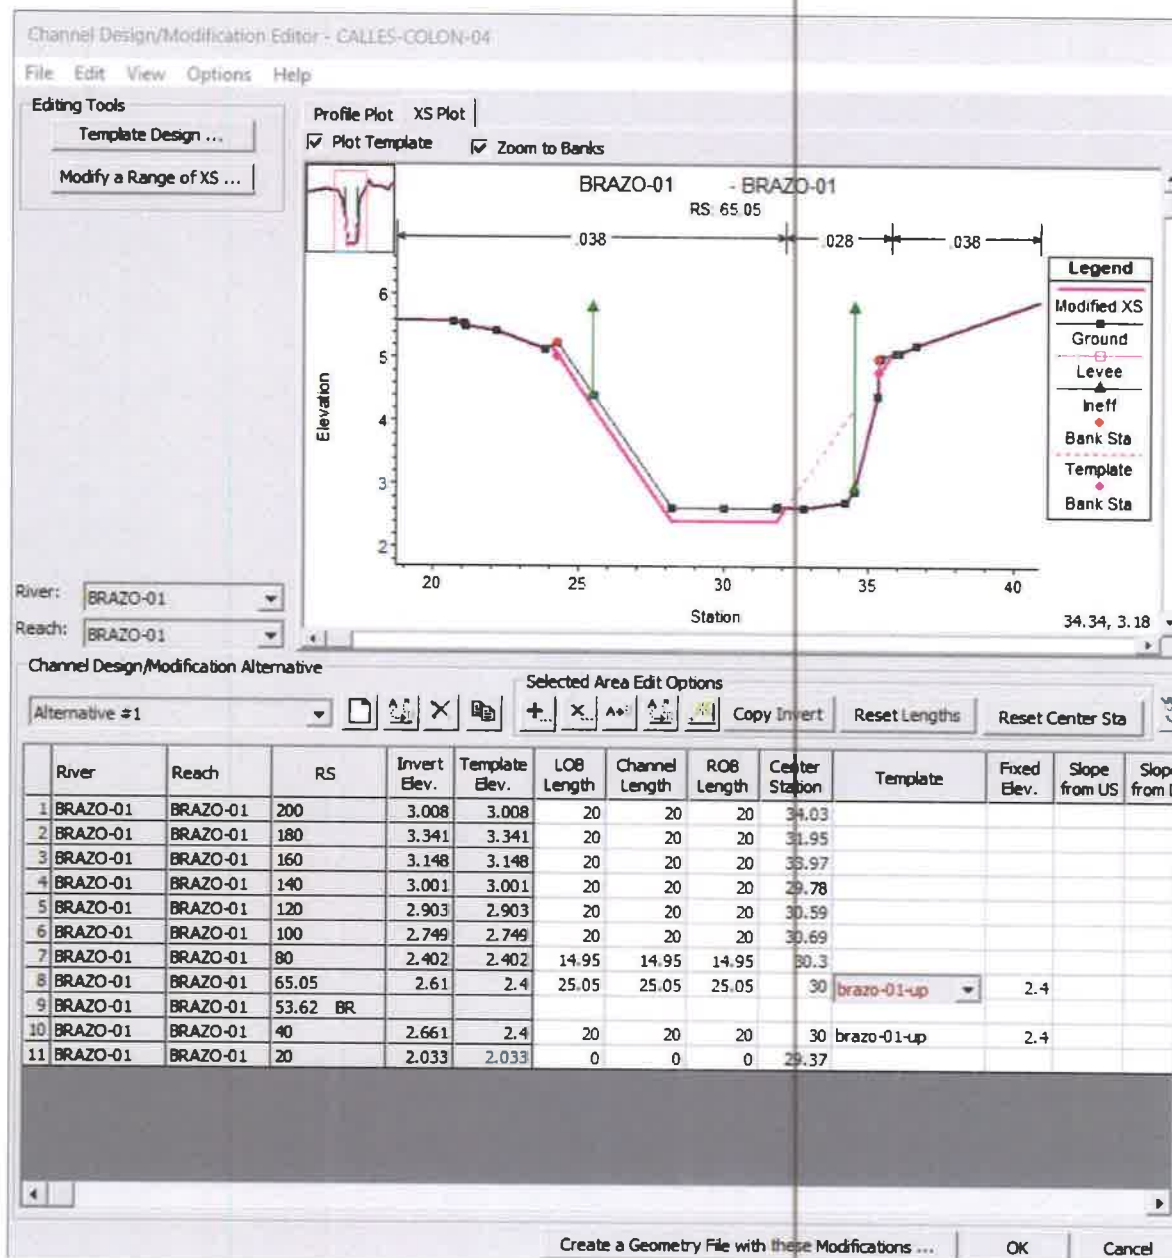 Channel Design/Modification Editor - CALLES-COLON-04
File Edit View Options Help
Editing Tools
Template Design ...
Modify a Range of XS ...
Profile Plot XS Plot
Plot Template Zoom to Banks
BRAZO-01 - BRAZO-01
RS: 65.05
.038 .028 .038
Legend
Modified XS
Ground
Levee
Ineff
Bank Sta
Template
Bank Sta
Elevation
6
5
4
3
2
20 25 30 35 40
Station
34.34, 3.18
River: BRAZO-01
Reach: BRAZO-01
Channel Design/Modification Alternative
Alternative #1
Selected Area Edit Options
Copy Invert Reset Lengths Reset Center Sta
River Reach RS Invert Elev. Template Elev. LOB Length Channel Length ROB Length Center Station Template Fixed Elev. Slope from US Slope from
1 BRAZO-01 BRAZO-01 200 3.008 3.008 20 20 20 34.03
2 BRAZO-01 BRAZO-01 180 3.341 3.341 20 20 20 31.95
3 BRAZO-01 BRAZO-01 160 3.148 3.148 20 20 20 33.97
4 BRAZO-01 BRAZO-01 140 3.001 3.001 20 20 20 29.78
5 BRAZO-01 BRAZO-01 120 2.903 2.903 20 20 20 30.59
6 BRAZO-01 BRAZO-01 100 2.749 2.749 20 20 20 30.69
7 BRAZO-01 BRAZO-01 80 2.402 2.402 14.95 14.95 14.95 30.3
8 BRAZO-01 BRAZO-01 65.05 2.61 2.4 25.05 25.05 25.05 30 brazo-01-up 2.4
9 BRAZO-01 BRAZO-01 53.62 BR
10 BRAZO-01 BRAZO-01 40 2.661 2.4 20 20 20 30 brazo-01-up 2.4
11 BRAZO-01 BRAZO-01 20 2.033 2.033 0 0 0 29.37
Create a Geometry File with these Modifications ... OK Cancel